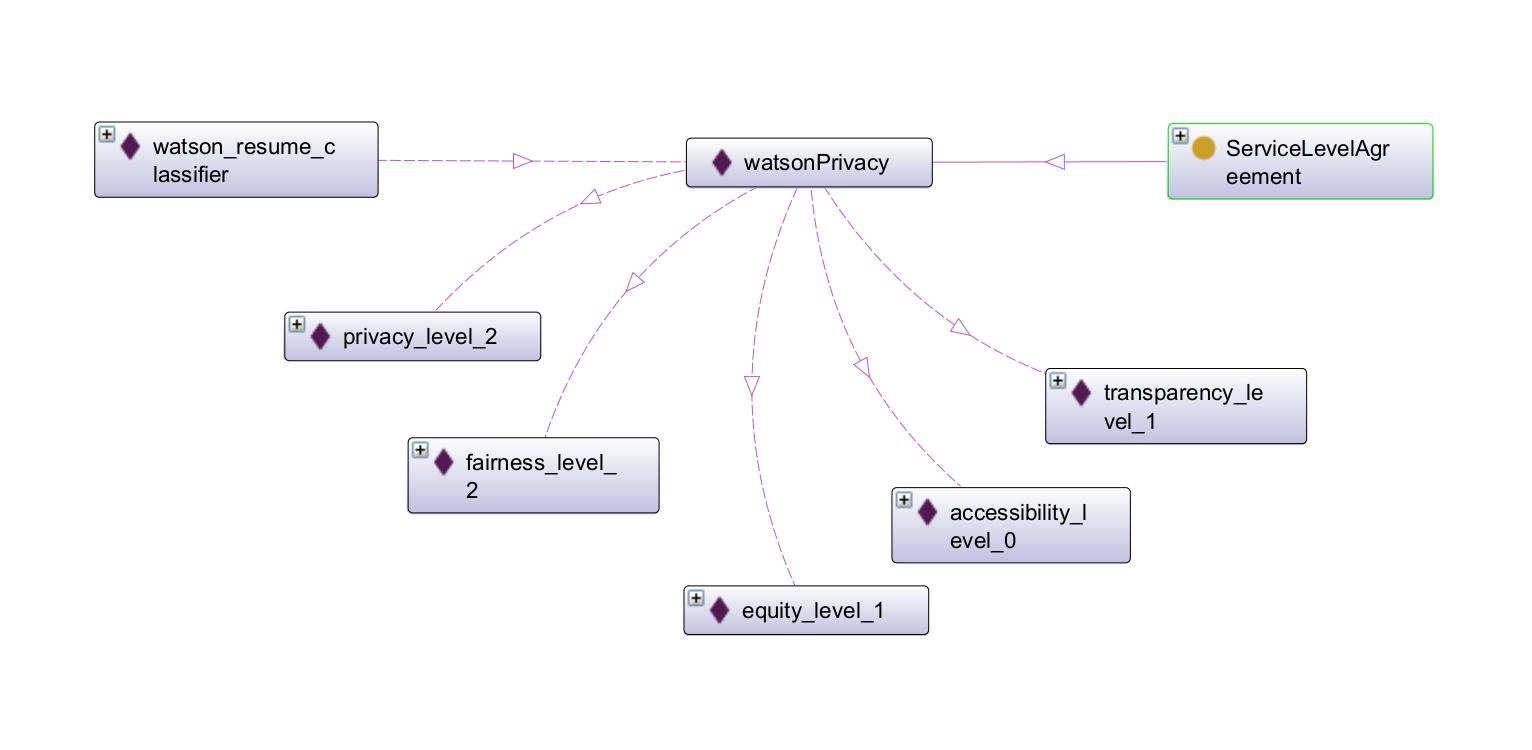 watson_resume_c
lassifier
watsonPrivacy
ServiceLevelAgr
eement
privacy_level_2
transparency_le
vel_1
fairness_level_
2
accessibility_l
evel_0
equity_level_1